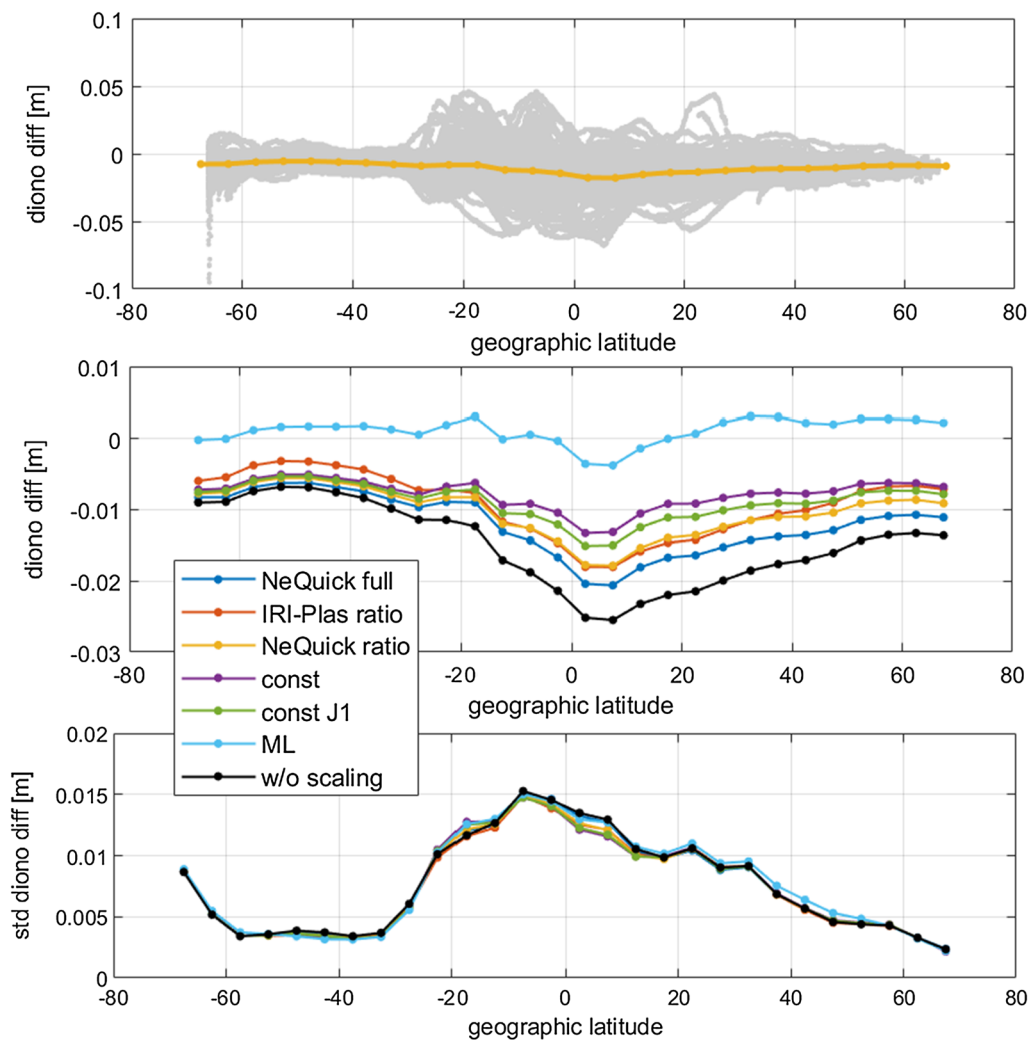 0.1
0.05
0
-0.05
-0.1
diono diff [m]
-80 -60 -40 -20 0 20 40 60 80
geographic latitude
0.01
0
-0.01
-0.02
-0.03
diono diff [m]
-80 -20 0 20 40 60 80
geographic latitude
NeQuick full
IRI-Plas ratio
NeQuick ratio
const
const J1
ML
w/o scaling
0.02
0.015
0.01
0.005
0
std diono diff [m]
-80 -60 -40 -20 0 20 40 60 80
geographic latitude